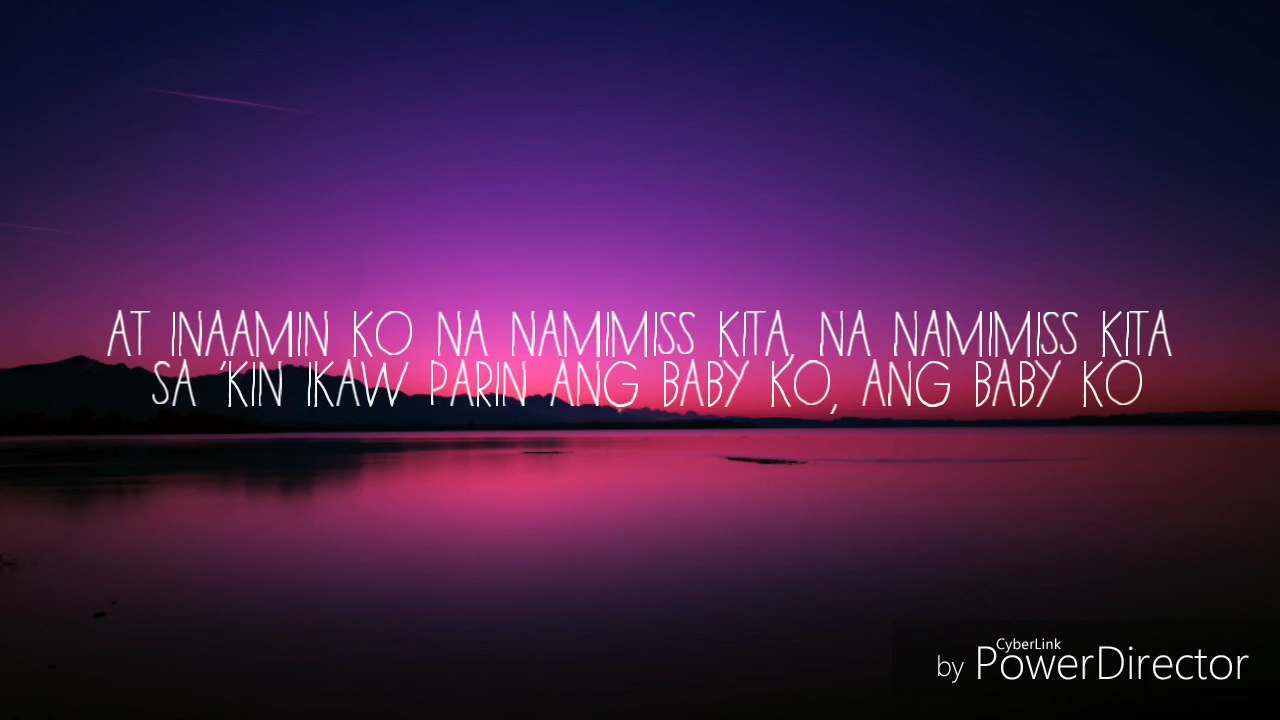 AT INAAMIN KO NA NAMIMISS KITA, NA NAMIMISS KITA
SA 'KIN IKAW PARIN ANG BABY KO, ANG BABY KO
CyberLink
by PowerDirector